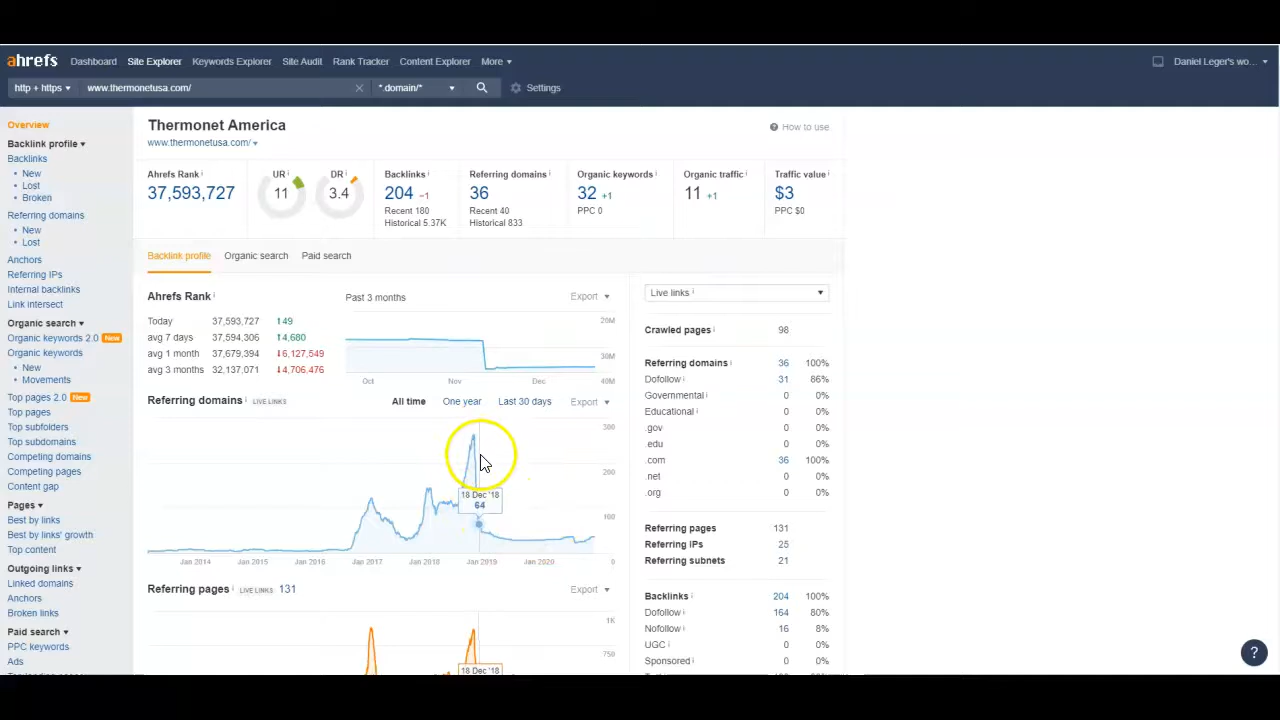 ahrefs Dashboard Site Explorer Keywords Explorer Site Audit Rank Tracker Content Explorer More Daniel Leger's wo...
http + https www.thermonetusa.com/ *.domain/* Settings
Overview
Backlink profile
Backlinks
New
Lost
Broken
Referring domains
New
Lost
Anchors
Referring IPs
Internal backlinks
Link intersect
Organic search
Organic keywords 2.0 New
Organic keywords
New
Movements
Top pages 2.0 New
Top pages
Top subfolders
Top subdomains
Competing domains
Competing pages
Content gap
Pages
Best by links
Best by links' growth
Top content
Outgoing links
Linked domains
Anchors
Broken links
Paid search
PPC keywords
Ads
Thermonet America
How to use
www.thermonetusa.com/
Ahrefs Rank
37,593,727
UR
11
DR
3.4
Backlinks
204 −1
Recent 180
Historical 5.37K
Referring domains
36
Recent 40
Historical 833
Organic keywords
32 +1
PPC 0
Organic traffic
11 +1
Traffic value
$3
PPC $0
Backlink profile Organic search Paid search
Ahrefs Rank Past 3 months Export
Today 37,593,727 49
avg 7 days 37,594,306 4,680
avg 1 month 37,679,394 6,127,549
avg 3 months 32,137,071 4,706,476
20M
30M
40M
Oct Nov Dec
Referring domains LIVE LINKS All time One year Last 30 days Export
300
200
100
0
18 Dec '18
64
Jan 2014 Jan 2015 Jan 2016 Jan 2017 Jan 2018 Jan 2019 Jan 2020
Referring pages LIVE LINKS 131 Export
1K
750
18 Dec '18
Live links
Crawled pages 98
Referring domains 36 100%
Dofollow 31 86%
Governmental 0 0%
Educational 0 0%
.gov 0 0%
.edu 0 0%
.com 36 100%
.net 0 0%
.org 0 0%
Referring pages 131
Referring IPs 25
Referring subnets 21
Backlinks 204 100%
Dofollow 164 80%
Nofollow 16 8%
UGC 0 0%
Sponsored 0 0%
?